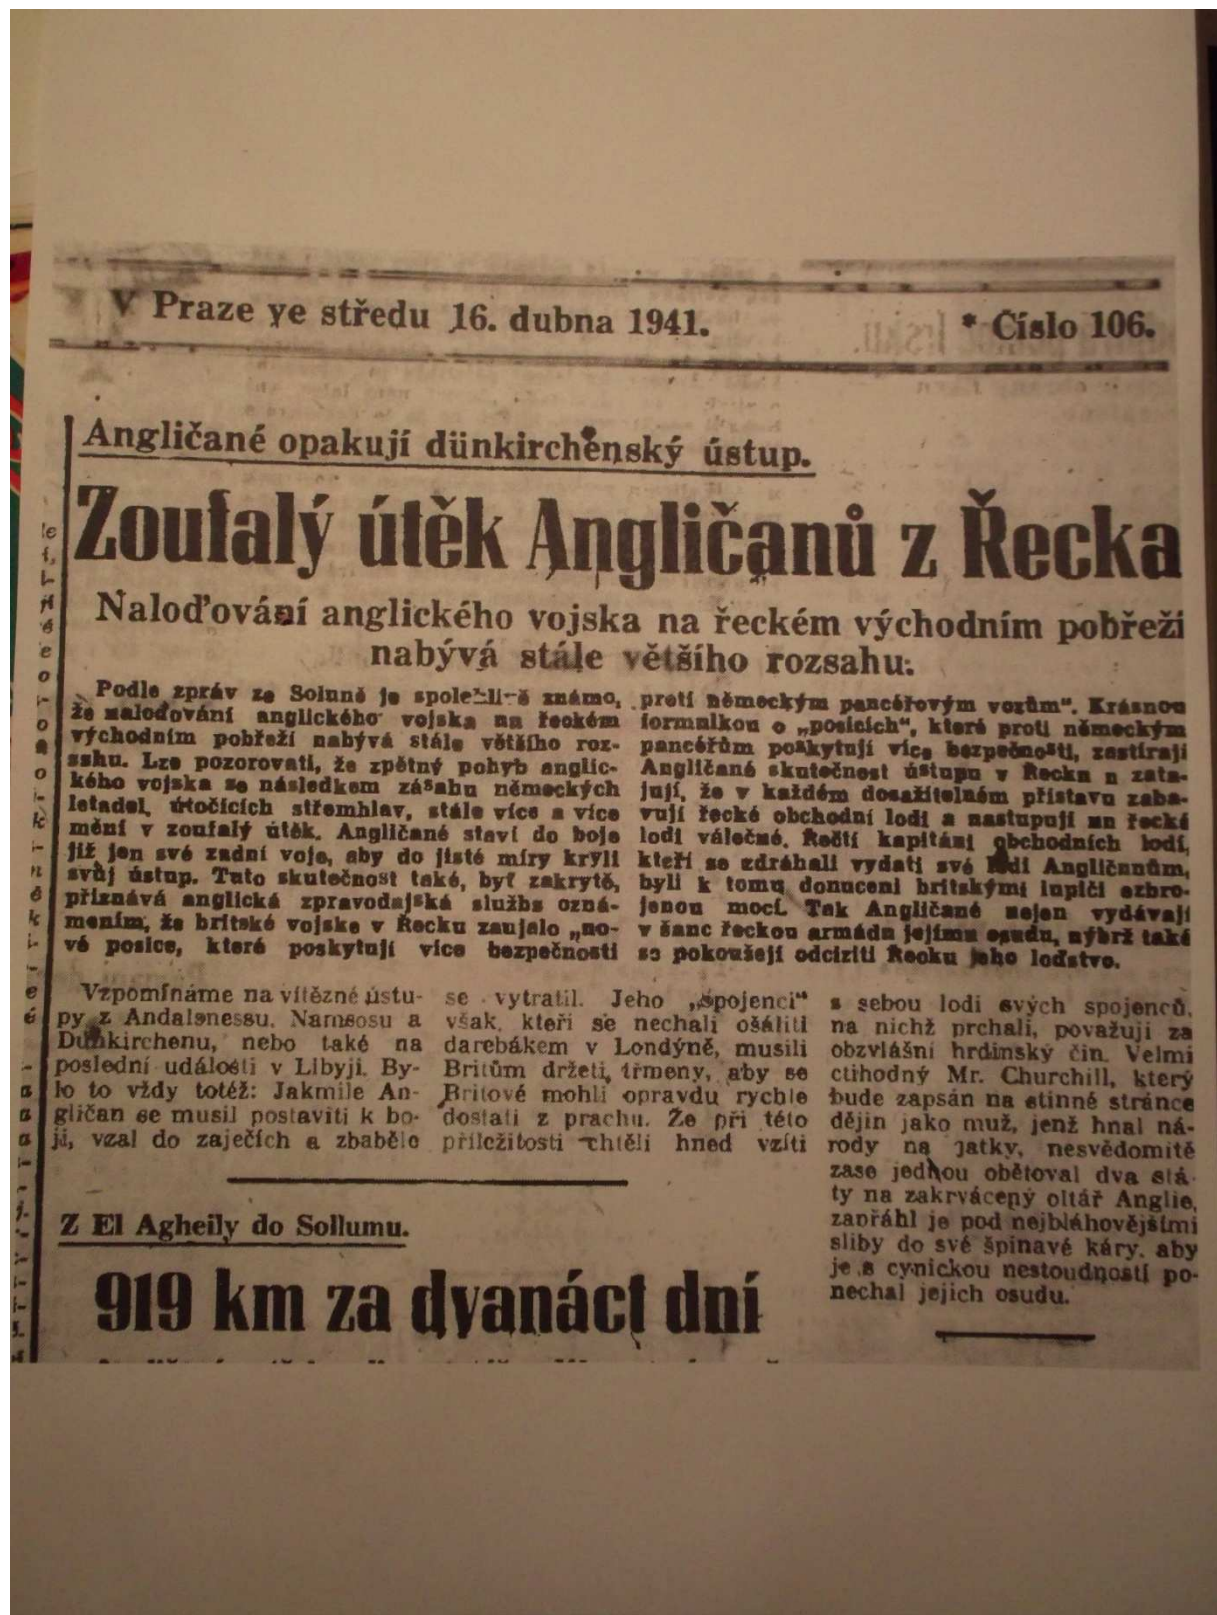 V Praze ve středu 16. dubna 1941.
* Číslo 106.
Angličané opakují dünkirchenský ústup.
Zoufalý útěk Angličanů z Řecka
Naloďování anglického vojska na řeckém východním pobřeží
nabývá stále většího rozsahu.
Podle zpráv ze Soluně je spolehlivě známo,
že naloďování anglického vojska na řeckém
východním pobřeží nabývá stále většího roz-
sahu. Lze pozorovati, že zpětný pohyb anglic-
kého vojska se následkem zásahu německých
letadel, útočících střemhlav, stále více a více
mění v zoufalý útěk. Angličané staví do boje
již jen své zadní voje, aby do jisté míry kryli
svůj ústup. Tuto skutečnost také, byť zakrytě,
přiznává anglická zpravodajská služba ozná-
mením, že britské vojsko v Řecku zaujalo „no-
vé posice, které poskytují více bezpečnosti
proti německým pancéřovým vozům“. Krásnou
formulkou o „posicích“, které proti německým
pancéřům poskytují více bezpečnosti, zastírají
Angličané skutečnost ústupu v Řecku a zata-
jují, že v každém dosažitelném přístavu zaba-
vují řecké obchodní lodi a nastupují na řecké
lodi válečné. Řečtí kapitáni obchodních lodí,
kteří se zdráhali vydati své lodi Angličanům,
byli k tomu donuceni britskými lupiči ozbro-
jenou mocí. Tak Angličané nejen vydávají
v šanc řeckou armádu jejímu osudu, nýbrž také
se pokoušejí odciziti Řecku jeho loďstvo.
Vzpomínáme na vítězné ústu-
py z Andalsnessu, Namsosu a
Dünkirchenu, nebo také na
poslední události v Libyji. By-
lo to vždy totéž: Jakmile An-
gličan se musil postaviti k bo-
ji, vzal do zaječích a zbaběle
se vytratil. Jeho „spojenci“
však, kteří se nechali ošáliti
darebákem v Londýně, musili
Britům držeti třmeny, aby se
Britové mohli opravdu rychle
dostati z prachu. Že při této
příležitosti chtěli hned vzíti
s sebou lodi svých spojenců,
na nichž prchali, považují za
obzvlášní hrdinský čin. Velmi
ctihodný Mr. Churchill, který
bude zapsán na stinné stránce
dějin jako muž, jenž hnal ná-
rody na jatky, nesvědomitě
zase jednou obětoval dva stá-
ty na zakrvácený oltář Anglie,
zapřáhl je pod nejbláhovějšími
sliby do své špinavé káry, aby
je s cynickou nestoudností po-
nechal jejich osudu.
Z El Agheily do Sollumu.
919 km za dvanáct dní